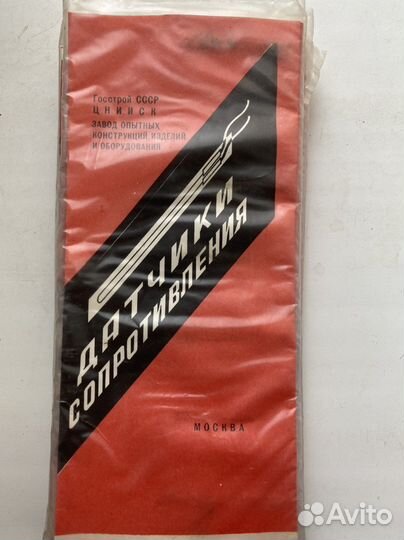 Госстрой СССР
ЦНИИСК
ЗАВОД ОПЫТНЫХ
КОНСТРУКЦИЙ, ИЗДЕЛИЙ
И ОБОРУДОВАНИЯ
ДАТЧИКИ
СОПРОТИВЛЕНИЯ
МОСКВА
Avito